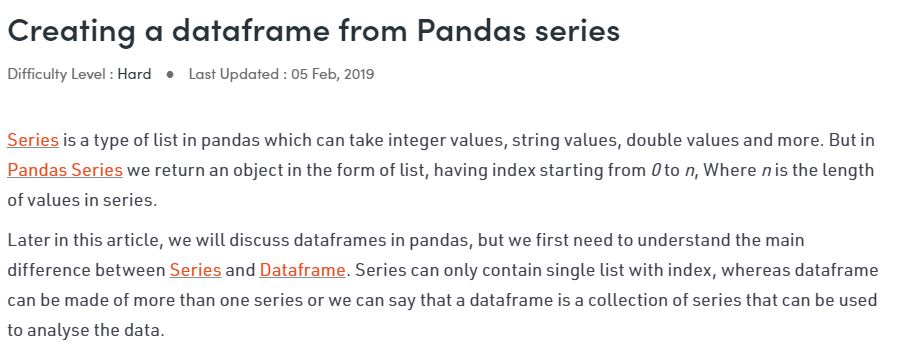 Creating a dataframe from Pandas series
Difficulty Level : Hard ● Last Updated : 05 Feb, 2019
Series is a type of list in pandas which can take integer values, string values, double values and more. But in
Pandas Series we return an object in the form of list, having index starting from 0 to n, Where n is the length
of values in series.
Later in this article, we will discuss dataframes in pandas, but we first need to understand the main
difference between Series and Dataframe. Series can only contain single list with index, whereas dataframe
can be made of more than one series or we can say that a dataframe is a collection of series that can be used
to analyse the data.